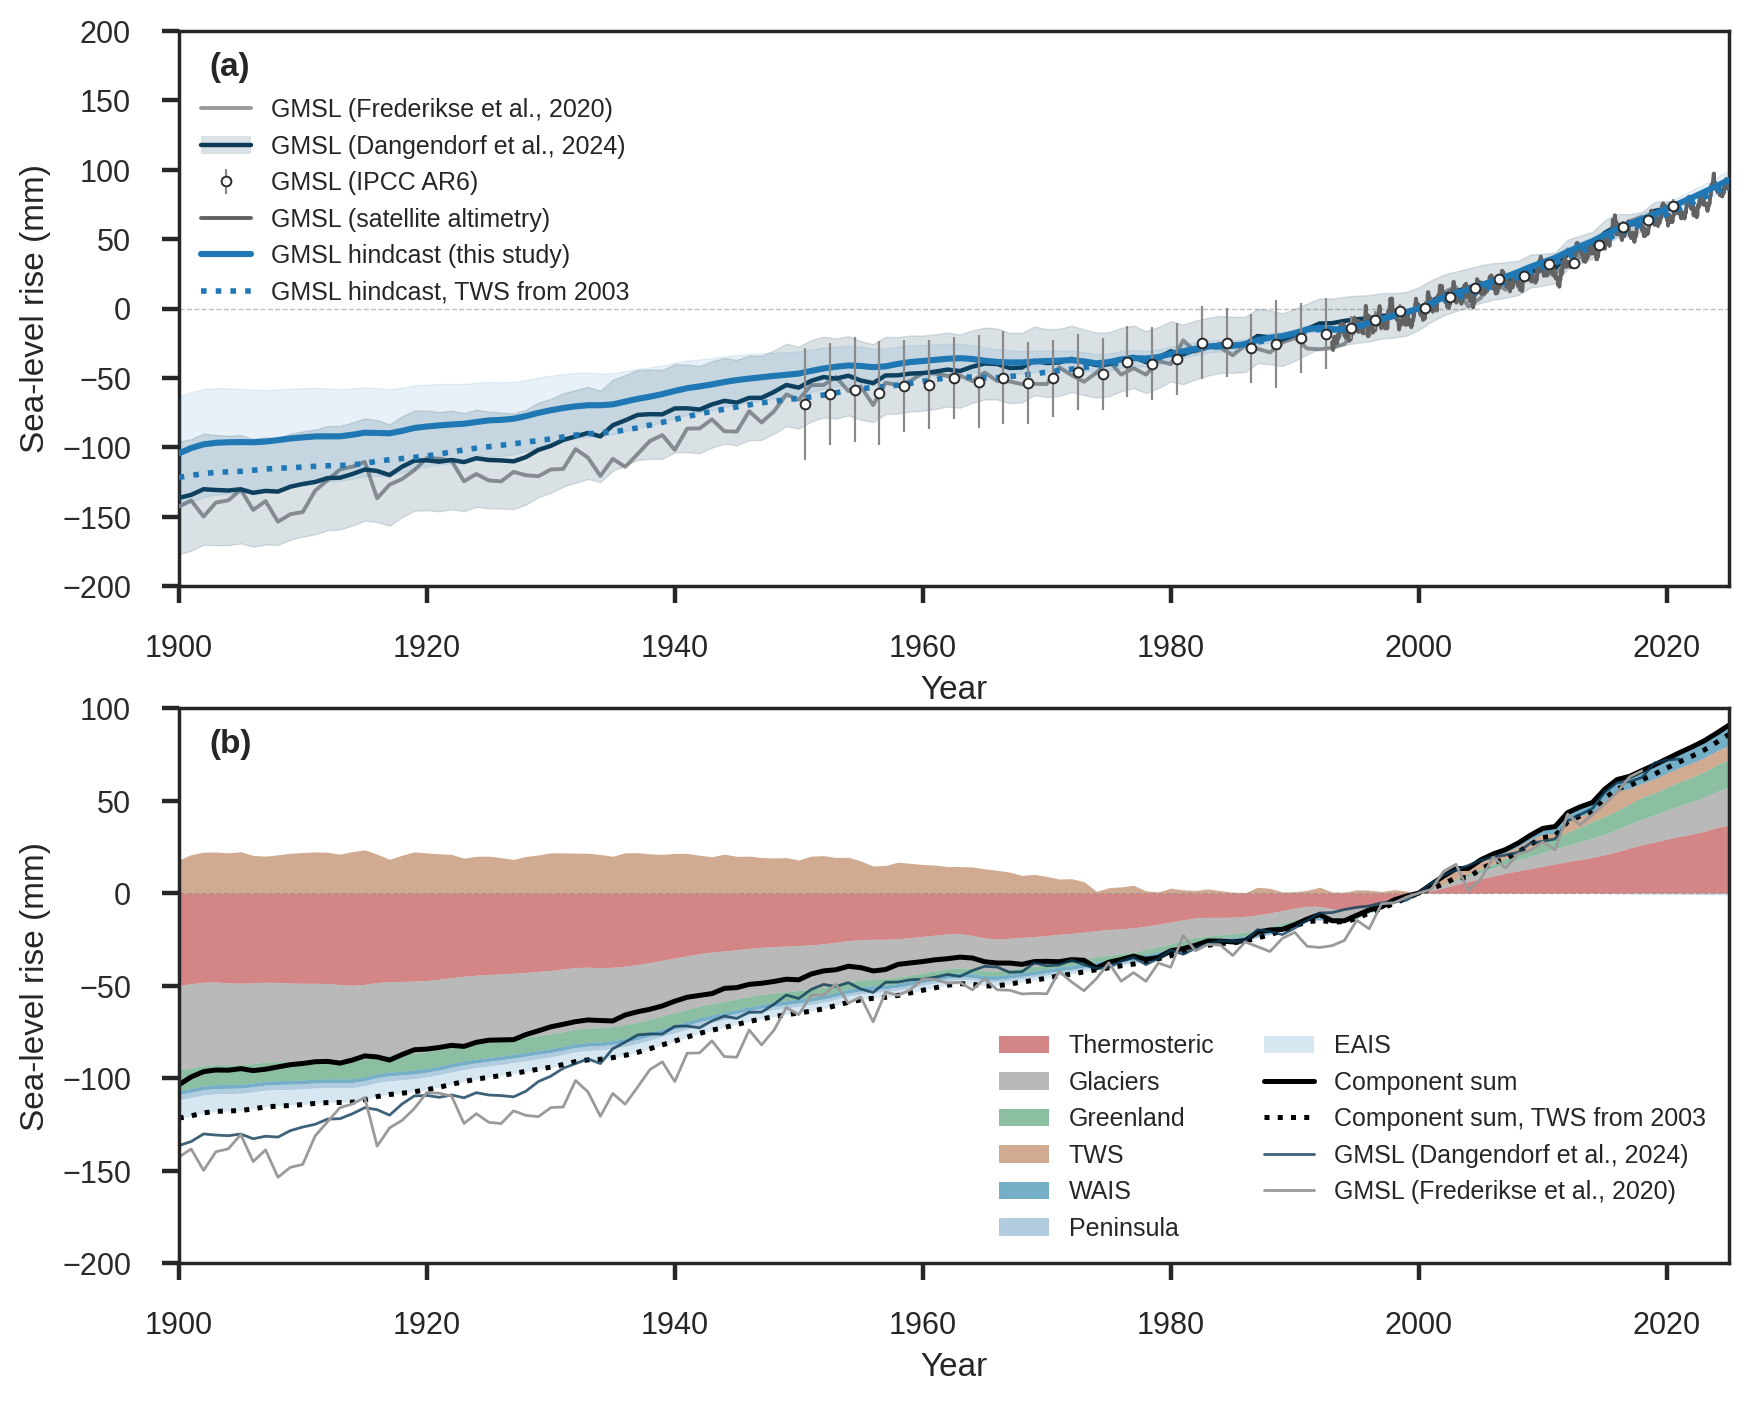 (a)
GMSL (Frederikse et al., 2020)
GMSL (Dangendorf et al., 2024)
GMSL (IPCC AR6)
GMSL (satellite altimetry)
GMSL hindcast (this study)
GMSL hindcast, TWS from 2003
Sea-level rise (mm)
200
150
100
50
0
−50
−100
−150
−200
1900 1920 1940 1960 1980 2000 2020
Year
(b)
Sea-level rise (mm)
100
50
0
−50
−100
−150
−200
Thermosteric
Glaciers
Greenland
TWS
WAIS
Peninsula
EAIS
Component sum
Component sum, TWS from 2003
GMSL (Dangendorf et al., 2024)
GMSL (Frederikse et al., 2020)
1900 1920 1940 1960 1980 2000 2020
Year